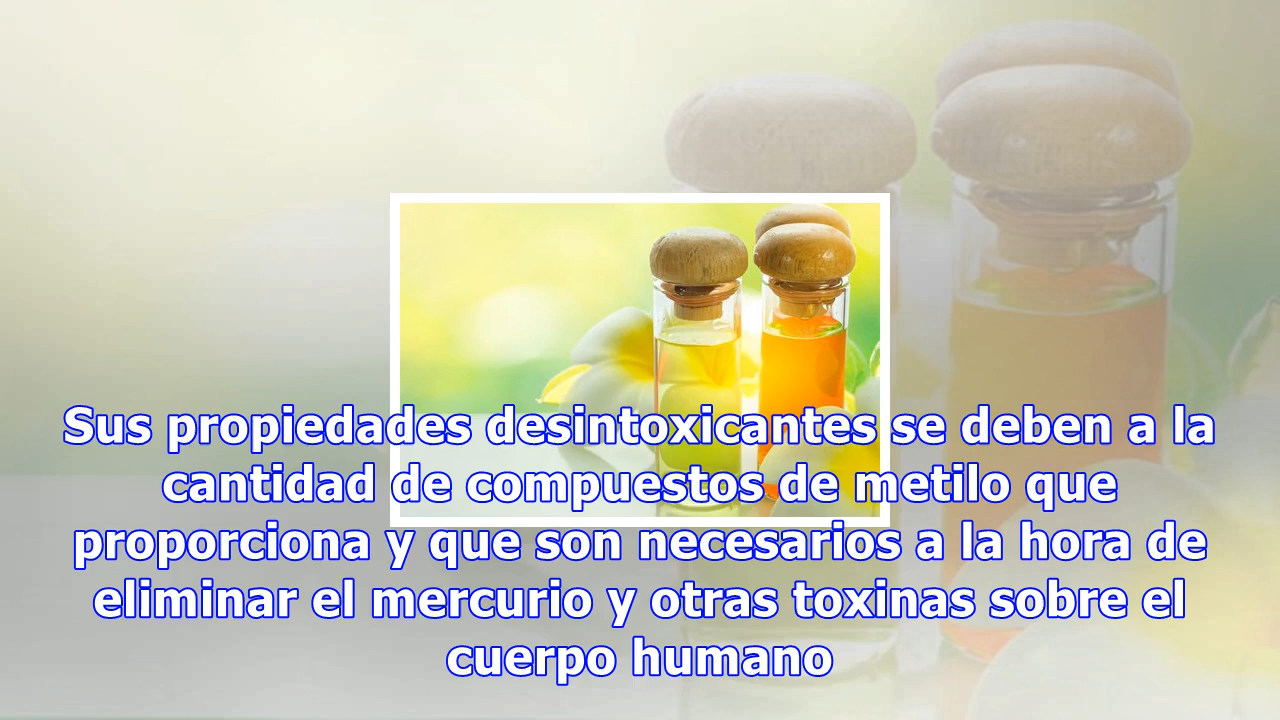 Sus propiedades desintoxicantes se deben a la
cantidad de compuestos de metilo que
proporciona y que son necesarios a la hora de
eliminar el mercurio y otras toxinas sobre el
cuerpo humano